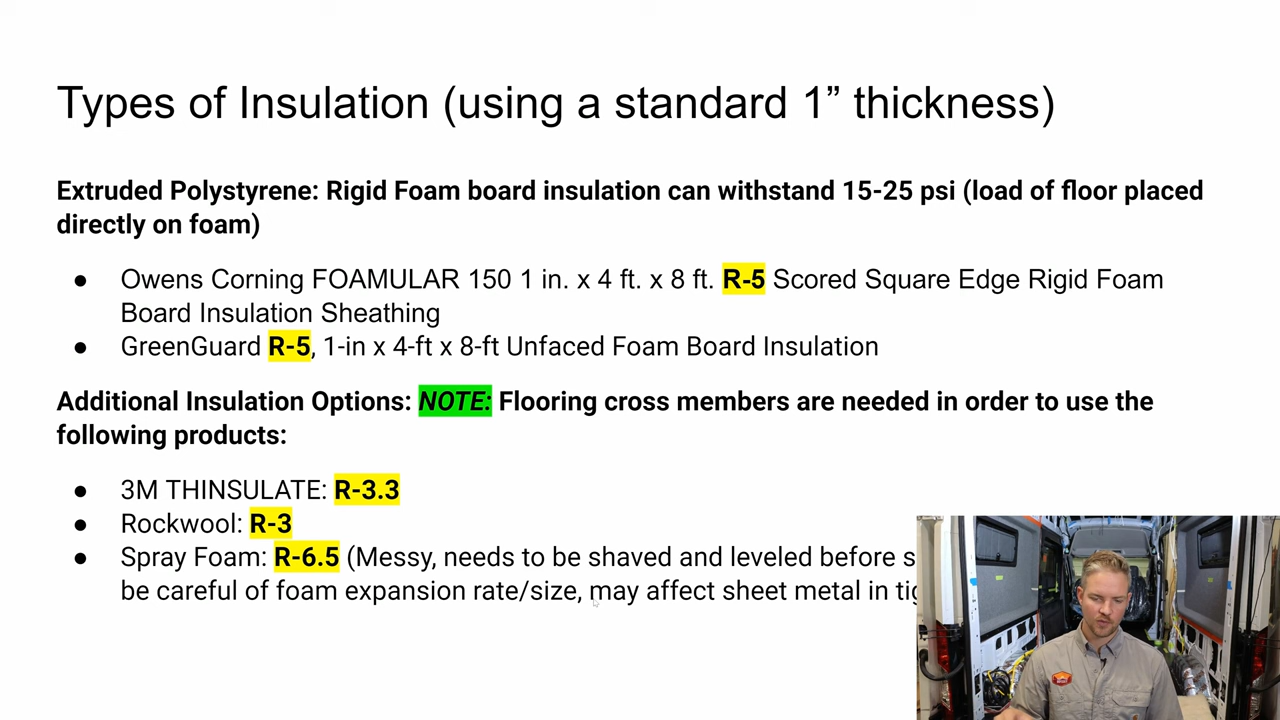 Types of Insulation (using a standard 1” thickness)
Extruded Polystyrene: Rigid Foam board insulation can withstand 15-25 psi (load of floor placed
directly on foam)
● Owens Corning FOAMULAR 150 1 in. x 4 ft. x 8 ft. R-5 Scored Square Edge Rigid Foam
Board Insulation Sheathing
● GreenGuard R-5, 1-in x 4-ft x 8-ft Unfaced Foam Board Insulation
Additional Insulation Options: NOTE: Flooring cross members are needed in order to use the
following products:
● 3M THINSULATE: R-3.3
● Rockwool: R-3
● Spray Foam: R-6.5 (Messy, needs to be shaved and leveled before
be careful of foam expansion rate/size, may affect sheet metal in